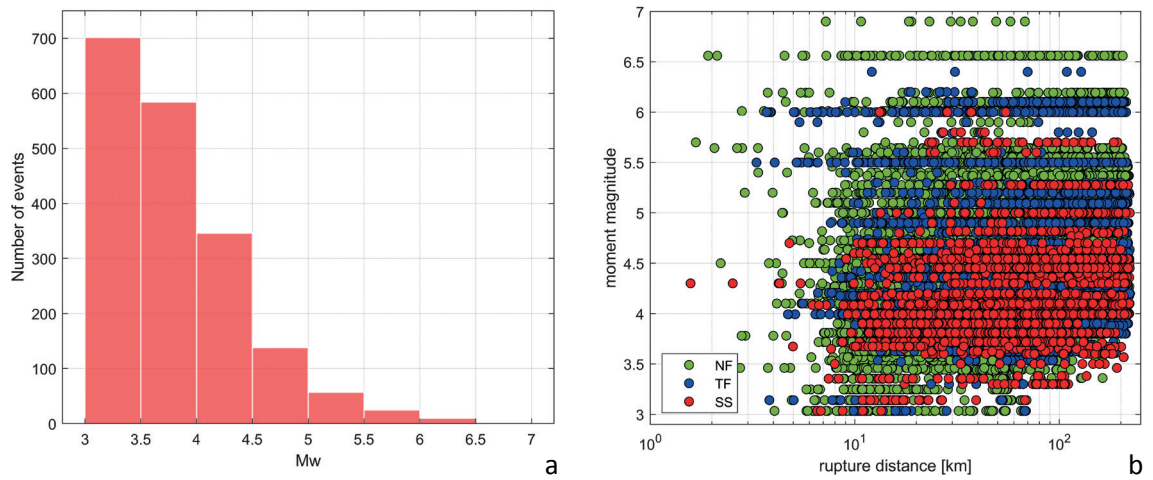 700
600
500
400
300
200
100
0
Number of events
3 3.5 4 4.5 5 5.5 6 6.5 7
Mw
a
7
6.5
6
5.5
5
4.5
4
3.5
3
moment magnitude
NF
TF
SS
10^0 10^1 10^2
rupture distance [km]
b